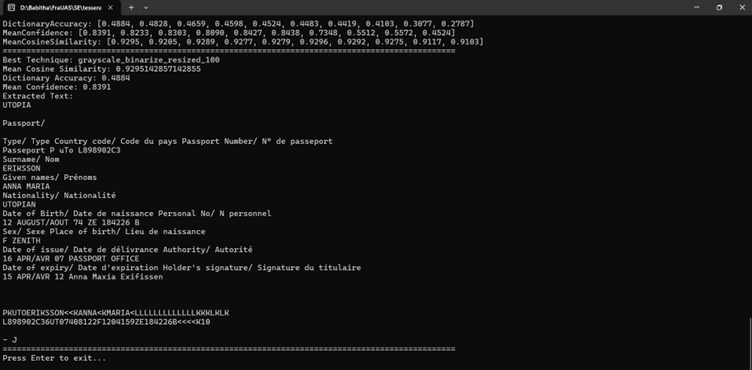 D:\Babitha\FraUAS\SE\tessera
DictionaryAccuracy: [0.4884, 0.4828, 0.4659, 0.4598, 0.4524, 0.4483, 0.4419, 0.4103, 0.3077, 0.2787]
MeanConfidence: [0.8391, 0.8233, 0.8303, 0.8090, 0.8427, 0.8438, 0.7348, 0.5512, 0.5572, 0.4524]
MeanCosineSimilarity: [0.9295, 0.9205, 0.9289, 0.9277, 0.9279, 0.9296, 0.9292, 0.9275, 0.9117, 0.9103]
====================================================================================================
Best Technique: grayscale_binarize_resized_100
Mean Cosine Similarity: 0.9295142857142855
Dictionary Accuracy: 0.4884
Mean Confidence: 0.8391
Extracted Text:
UTOPIA
Passport/
Type/ Type Country code/ Code du pays Passport Number/ N° de passeport
Passeport P uTo L898902C3
Surname/ Nom
ERIKSSON
Given names/ Prénoms
ANNA MARIA
Nationality/ Nationalité
UTOPIAN
Date of Birth/ Date de naissance Personal No/ N personnel
12 AUGUST/AOUT 74 ZE 184226 B
Sex/ Sexe Place of birth/ Lieu de naissance
F ZENITH
Date of issue/ Date de délivrance Authority/ Autorité
16 APR/AVR 07 PASSPORT OFFICE
Date of expiry/ Date d'expiration Holder's signature/ Signature du titulaire
15 APR/AVR 12 Anna Maxia Exifissen
PKUTOERIKSSON<<KANNA<KMARIA<LLLLLLLLLLLLLKKKLKLK
L898902C36UT07408122F1204159ZE184226B<<<<K10
- J
====================================================================================================
Press Enter to exit...